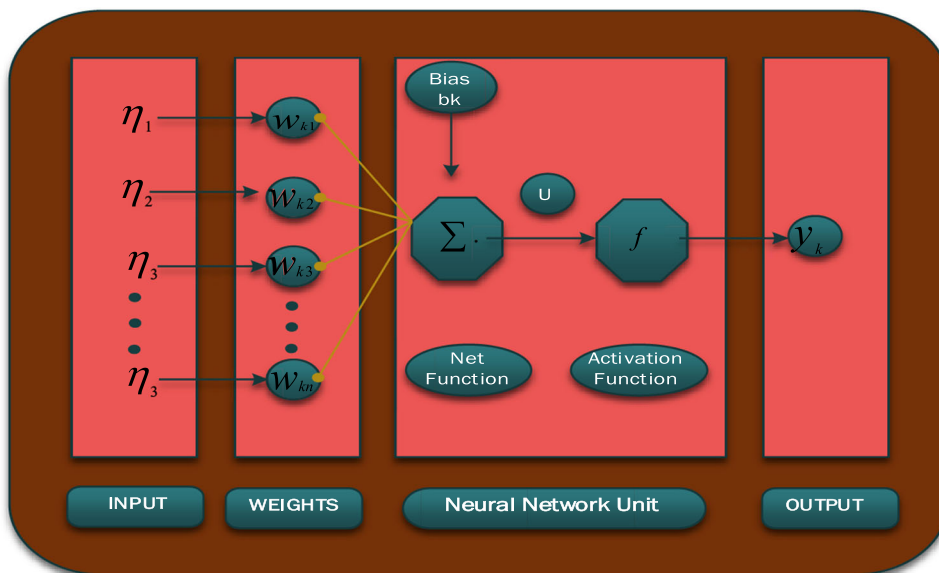 η1
η2
η3
η3
wk1
wk2
wk3
wkn
Bias
bk
∑ .
U
f
yk
Net
Function
Activation
Function
INPUT
WEIGHTS
Neural Network Unit
OUTPUT